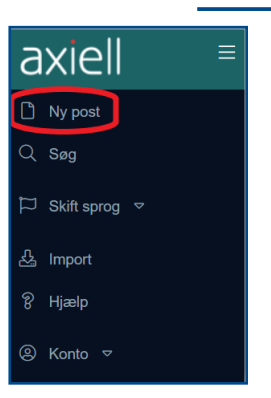 axiell
Ny post
Søg
Skift sprog
Import
Hjælp
Konto